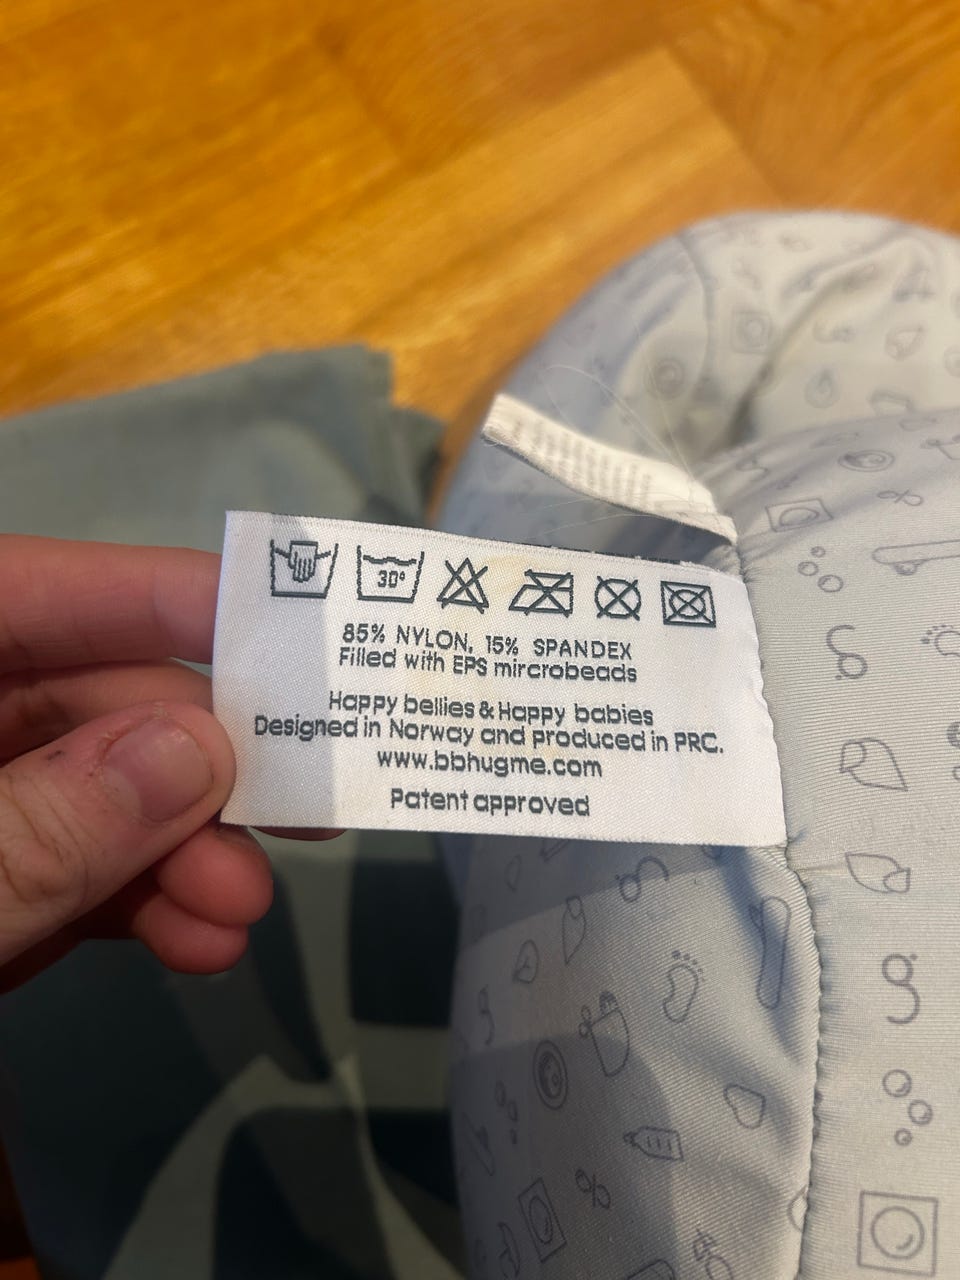 30°
85% NYLON, 15% SPANDEX
Filled with EPS mircrobeads
Happy bellies & Happy babies
Designed in Norway and produced in PRC.
www.bbhugme.com
Patent approved